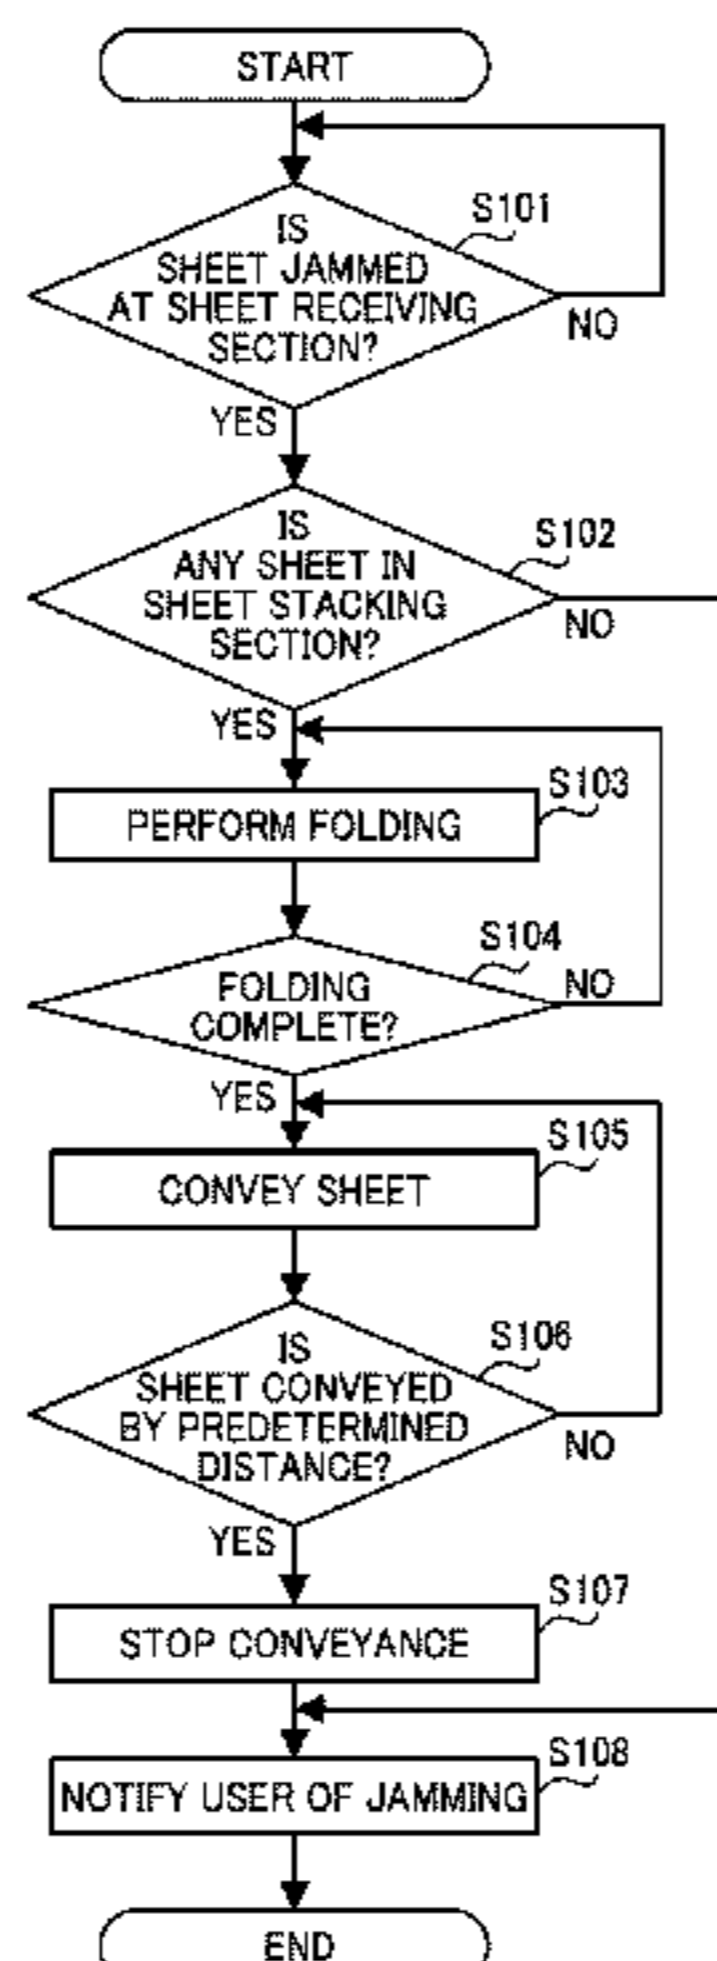 START
S101
IS
SHEET JAMMED
AT SHEET RECEIVING
SECTION?
NO
YES
S102
IS
ANY SHEET IN
SHEET STACKING
SECTION?
NO
YES
S103
PERFORM FOLDING
S104
FOLDING
COMPLETE?
NO
YES
S105
CONVEY SHEET
S106
IS
SHEET CONVEYED
BY PREDETERMINED
DISTANCE?
NO
YES
S107
STOP CONVEYANCE
S108
NOTIFY USER OF JAMMING
END